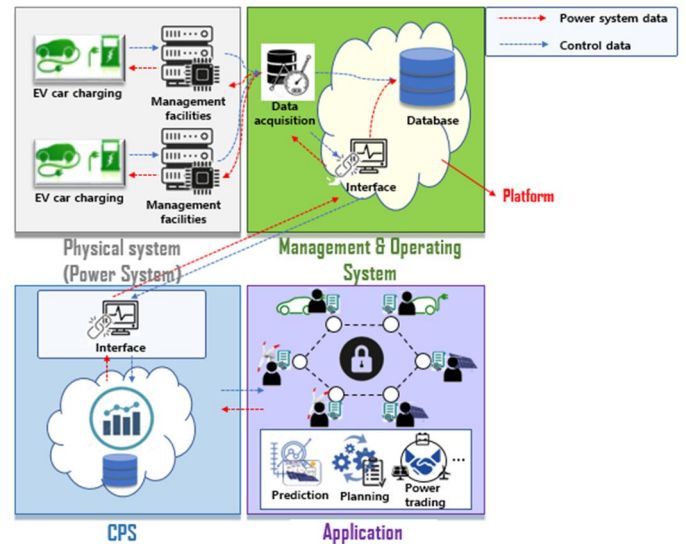 Power system data
Control data
EV car charging
Management
facilities
EV car charging
Management
facilities
Data
acquisition
Database
Interface
Platform
Physical system
(Power System)
Management & Operating
System
Interface
CPS
Prediction
Planning
Power
trading
...
Application